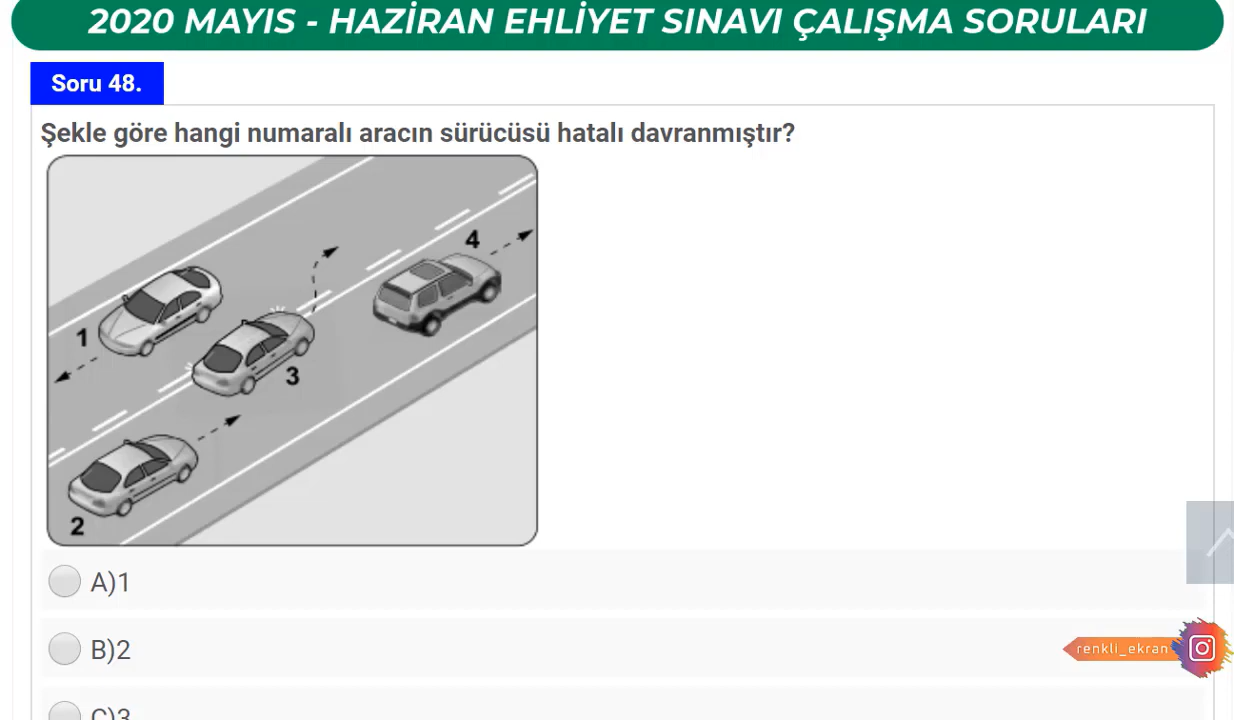 2020 MAYIS - HAZİRAN EHLİYET SINAVI ÇALIŞMA SORULARI
Soru 48.
Şekle göre hangi numaralı aracın sürücüsü hatalı davranmıştır?
4
1
3
2
A)1
B)2
renkli_ekran
C)3